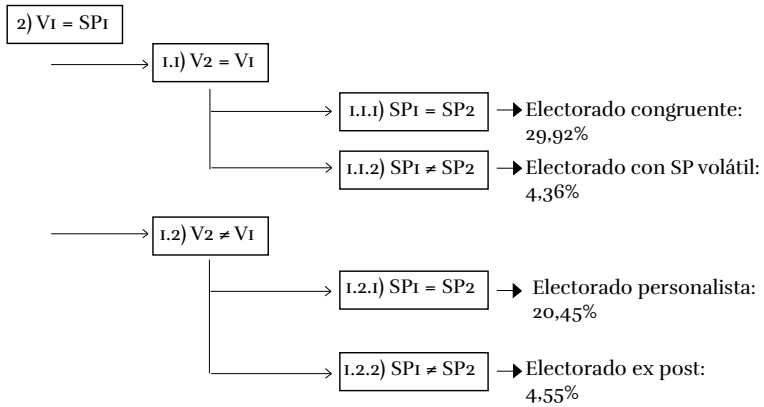 2) V1 = SP1
1.1) V2 = V1
1.1.1) SP1 = SP2
Electorado congruente:
29,92%
1.1.2) SP1 ≠ SP2
Electorado con SP volátil:
4,36%
1.2) V2 ≠ V1
1.2.1) SP1 = SP2
Electorado personalista:
20,45%
1.2.2) SP1 ≠ SP2
Electorado ex post:
4,55%